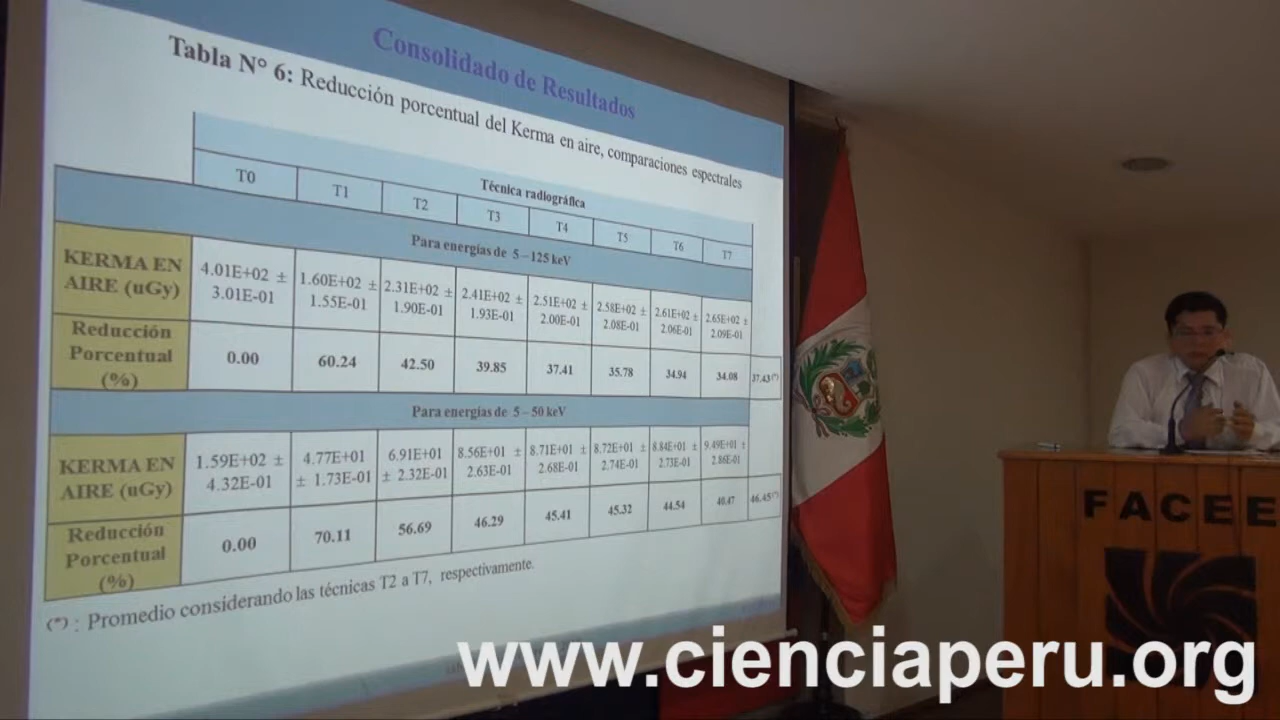 Consolidado de Resultados
Tabla N° 6: Reducción porcentual del Kerma en aire, comparaciones espectrales
Técnica radiográfica
T0 T1 T2 T3 T4 T5 T6 T7
Para energías de 5 – 125 keV
KERMA EN AIRE (uGy) 4.01E+02 ± 3.01E-01 1.60E+02 ± 1.55E-01 2.31E+02 ± 1.90E-01 2.41E+02 ± 1.93E-01 2.51E+02 ± 2.00E-01 2.58E+02 ± 2.08E-01 2.61E+02 ± 2.06E-01 2.65E+02 ± 2.09E-01
Reducción Porcentual (%) 0.00 60.24 42.50 39.85 37.41 35.78 34.94 34.08 37.43(*)
Para energías de 5 – 50 keV
KERMA EN AIRE (uGy) 1.59E+02 ± 4.32E-01 4.77E+01 ± 1.73E-01 6.91E+01 ± 2.32E-01 8.56E+01 ± 2.63E-01 8.71E+01 ± 2.68E-01 8.72E+01 ± 2.74E-01 8.84E+01 ± 2.73E-01 9.49E+01 ± 2.86E-01
Reducción Porcentual (%) 0.00 70.11 56.69 46.29 45.41 45.32 44.54 40.47 46.45(*)
(*) : Promedio considerando las técnicas T2 a T7, respectivamente.
FACEE
www.cienciaperu.org